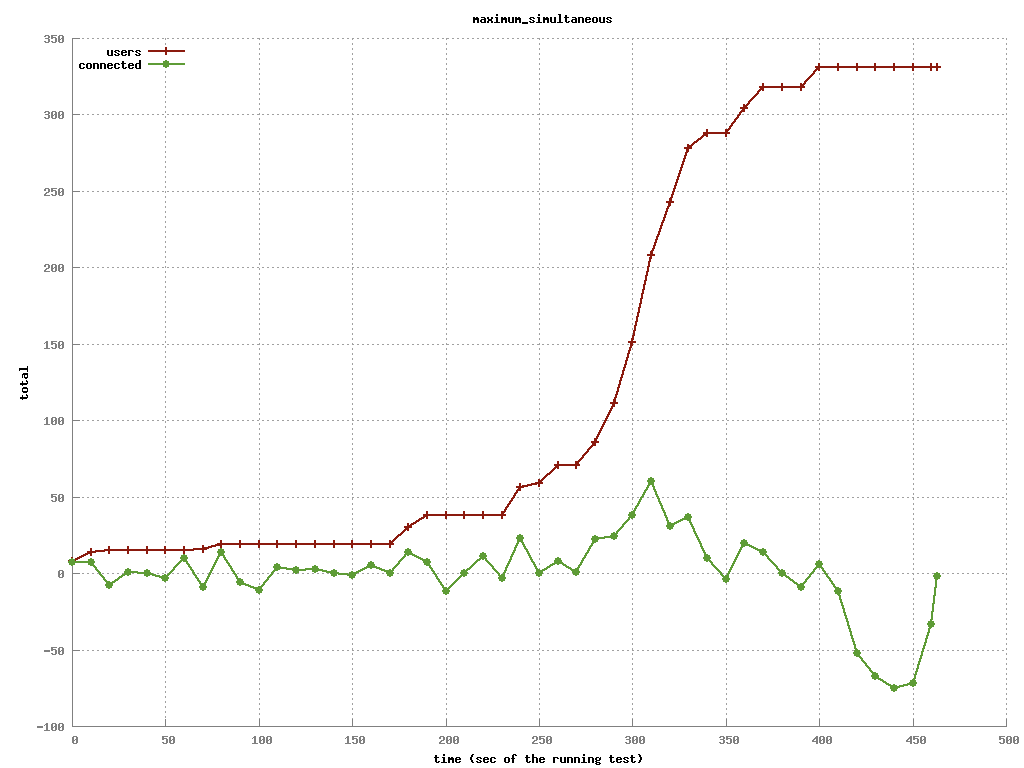 maximum_simultaneous
users
connected
350
300
250
200
150
100
50
0
-50
-100
total
0 50 100 150 200 250 300 350 400 450 500
time (sec of the running test)